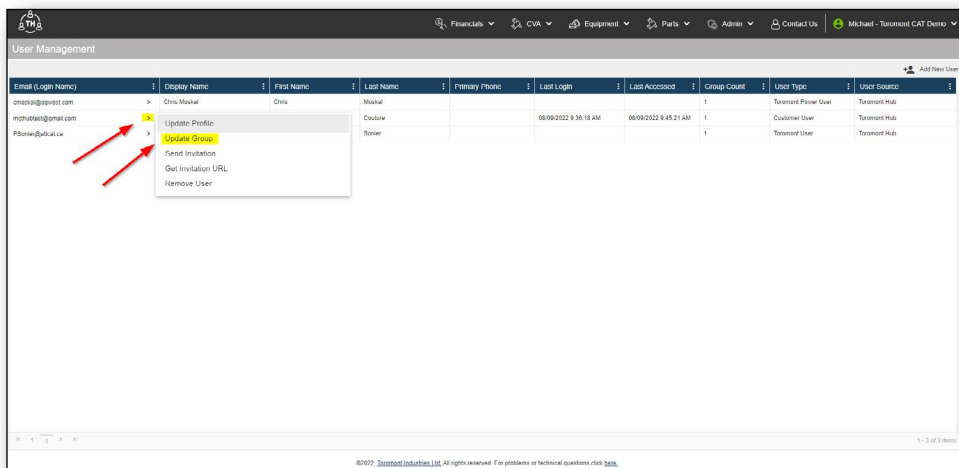 TH
Financials CVA Equipment Parts Admin Contact Us Michael - Toromont CAT Demo
User Management
Add New User
Email (Login Name) Display Name First Name Last Name Primary Phone Last Login Last Accessed Group Count User Type User Source
cmoskal@agwest.com Chris Moskal Chris Moskal 1 Toromont Power User Toromont Hub
mcthubtest@gmail.com Couture 08/09/2022 9.36.18 AM 08/09/2022 9.45.21 AM 1 Customer User Toromont Hub
PSonier@atlcat.ca Sonier 1 Toromont User Toromont Hub
Update Profile
Update Group
Send Invitation
Get Invitation URL
Remove User
1 1 - 3 of 3 items
©2022, Toromont Industries Ltd. All rights reserved. For problems or technical questions click here.